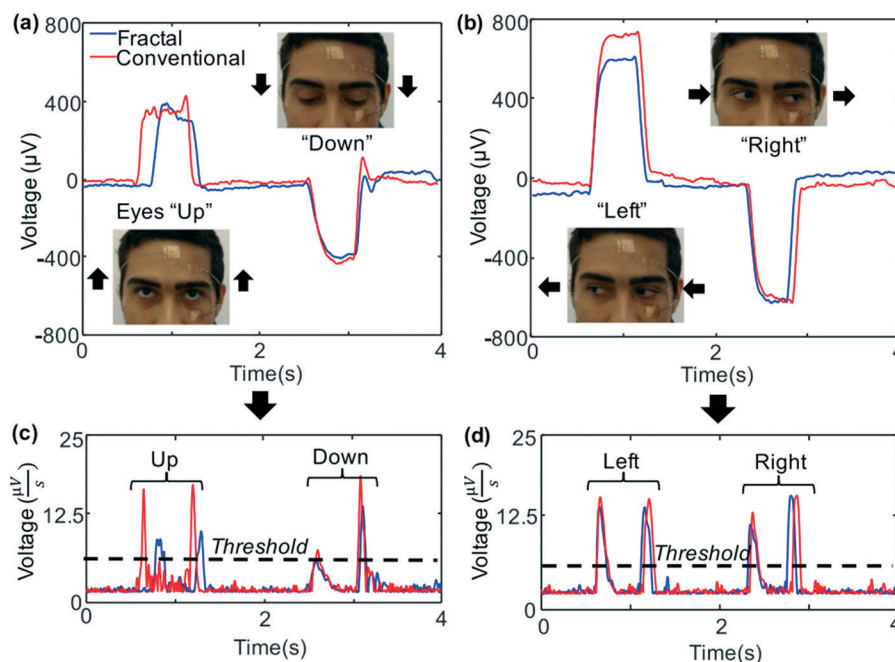 (a)
800
400
0
-400
-800
Voltage (μV)
Fractal
Conventional
"Down"
Eyes "Up"
0 2 4
Time(s)
(b)
800
400
0
-400
-800
Voltage (μV)
"Right"
"Left"
0 2 4
Time(s)
(c)
25
12.5
0
Voltage (μV/s)
Up
Down
Threshold
0 2 4
Time(s)
(d)
25
12.5
0
Voltage (μV/s)
Left
Right
Threshold
0 2 4
Time(s)